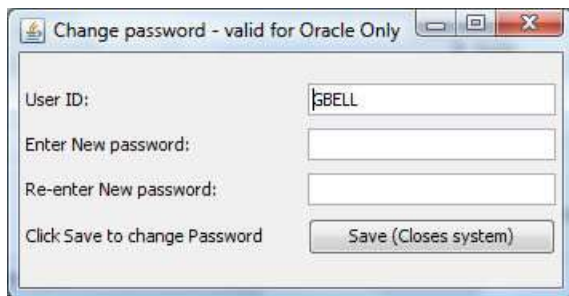 Change password - valid for Oracle Only
User ID: GBELL
Enter New password:
Re-enter New password:
Click Save to change Password Save (Closes system)